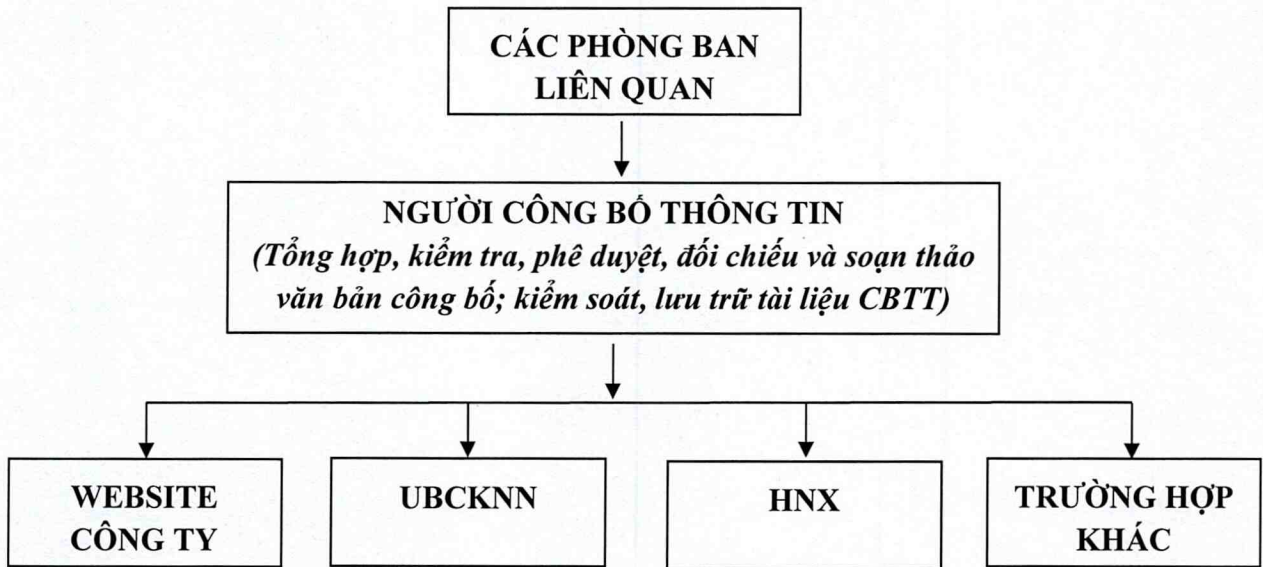 CÁC PHÒNG BAN
LIÊN QUAN
NGƯỜI CÔNG BỐ THÔNG TIN
(Tổng hợp, kiểm tra, phê duyệt, đối chiếu và soạn thảo
văn bản công bố; kiểm soát, lưu trữ tài liệu CBTT)
WEBSITE
CÔNG TY
UBCKNN
HNX
TRƯỜNG HỢP
KHÁC